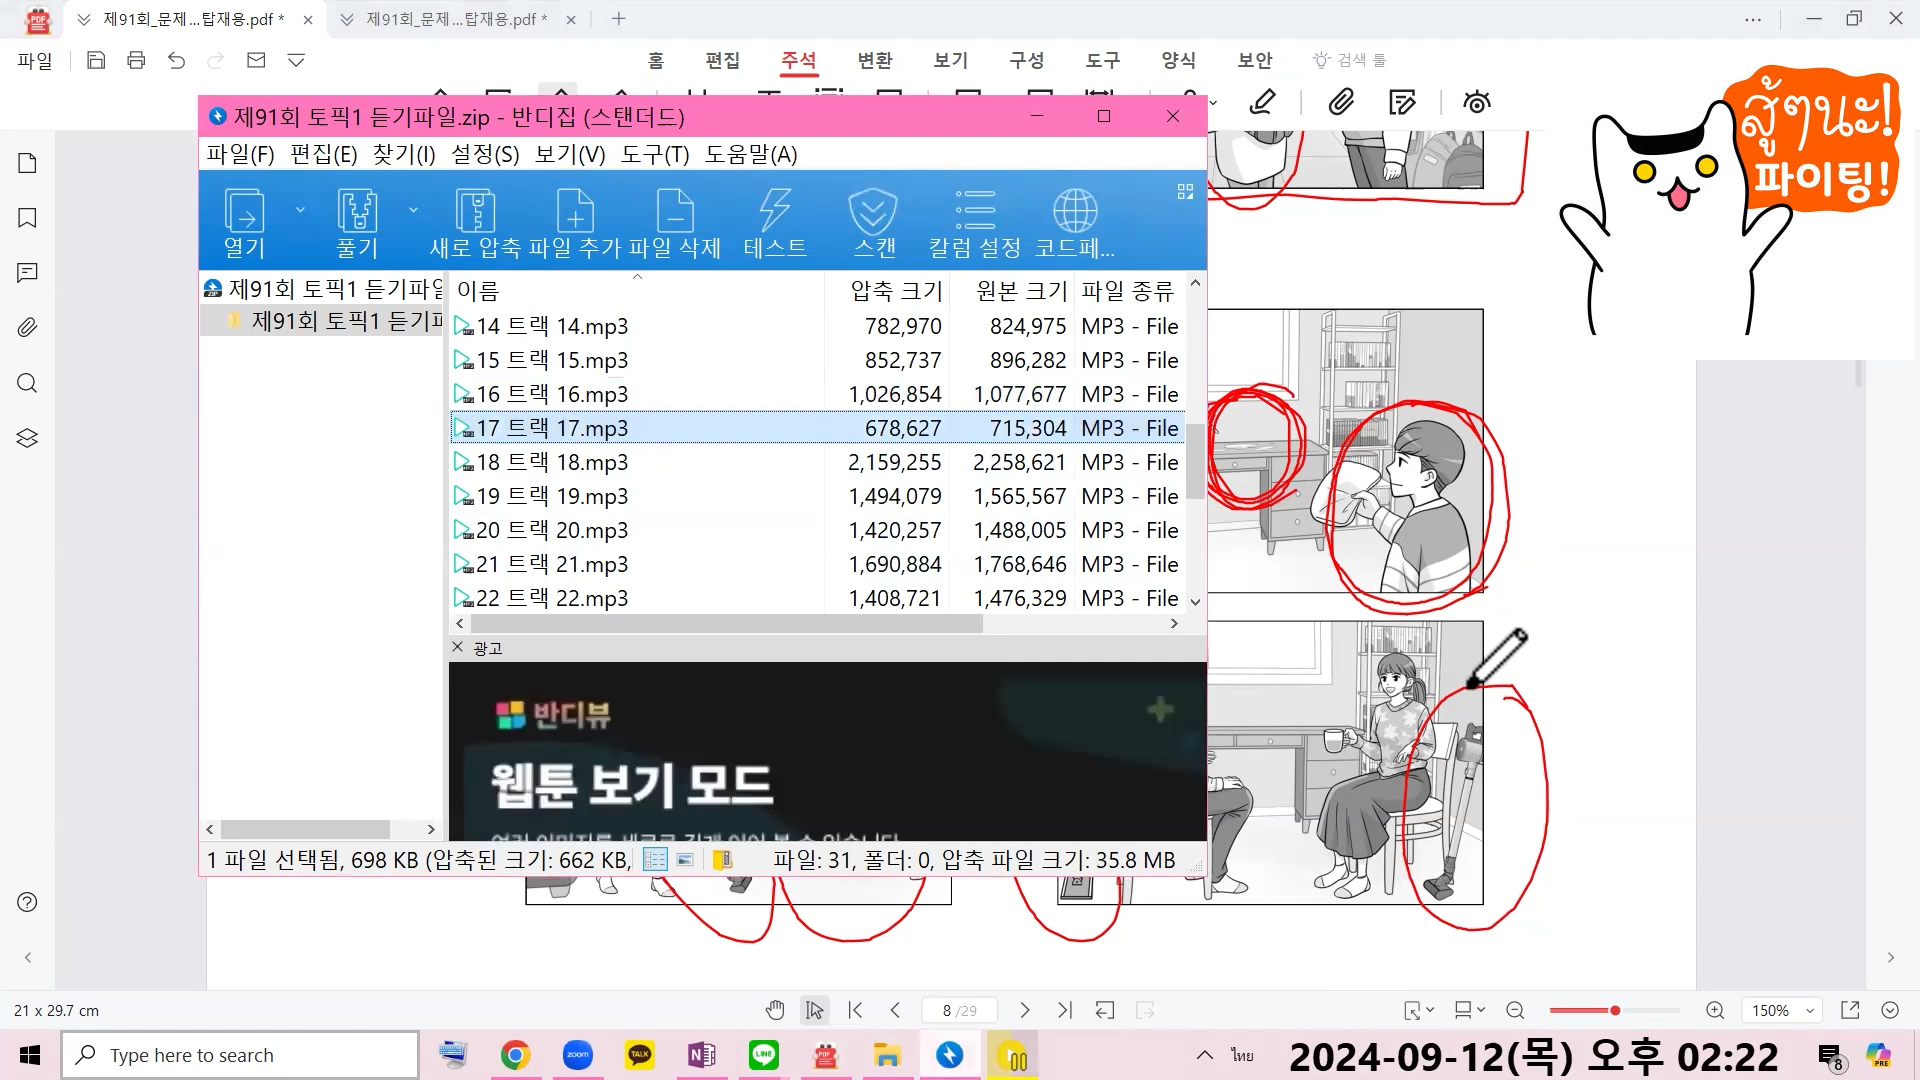 제91회_문제...탑재용.pdf *
제91회_문제...탑재용.pdf *
파일
홈
편집
주석
변환
보기
구성
도구
양식
보안
검색 툴
สู้ๆนะ!
파이팅!
제91회 토픽1 듣기파일.zip - 반디집 (스탠더드)
파일(F) 편집(E) 찾기(I) 설정(S) 보기(V) 도구(T) 도움말(A)
열기
풀기
새로 압축
파일 추가
파일 삭제
테스트
스캔
칼럼 설정
코드페...
제91회 토픽1 듣기파일
제91회 토픽1 듣기파
이름 압축 크기 원본 크기 파일 종류
14 트랙 14.mp3 782,970 824,975 MP3 - File
15 트랙 15.mp3 852,737 896,282 MP3 - File
16 트랙 16.mp3 1,026,854 1,077,677 MP3 - File
17 트랙 17.mp3 678,627 715,304 MP3 - File
18 트랙 18.mp3 2,159,255 2,258,621 MP3 - File
19 트랙 19.mp3 1,494,079 1,565,567 MP3 - File
20 트랙 20.mp3 1,420,257 1,488,005 MP3 - File
21 트랙 21.mp3 1,690,884 1,768,646 MP3 - File
22 트랙 22.mp3 1,408,721 1,476,329 MP3 - File
광고
반디뷰
웹툰 보기 모드
1 파일 선택됨, 698 KB (압축된 크기: 662 KB,
파일: 31, 폴더: 0, 압축 파일 크기: 35.8 MB
21 x 29.7 cm
8 /29
150%
Type here to search
zoom
TALK
LINE
PDF
ไทย
2024-09-12(목) 오후 02:22
8
PRE